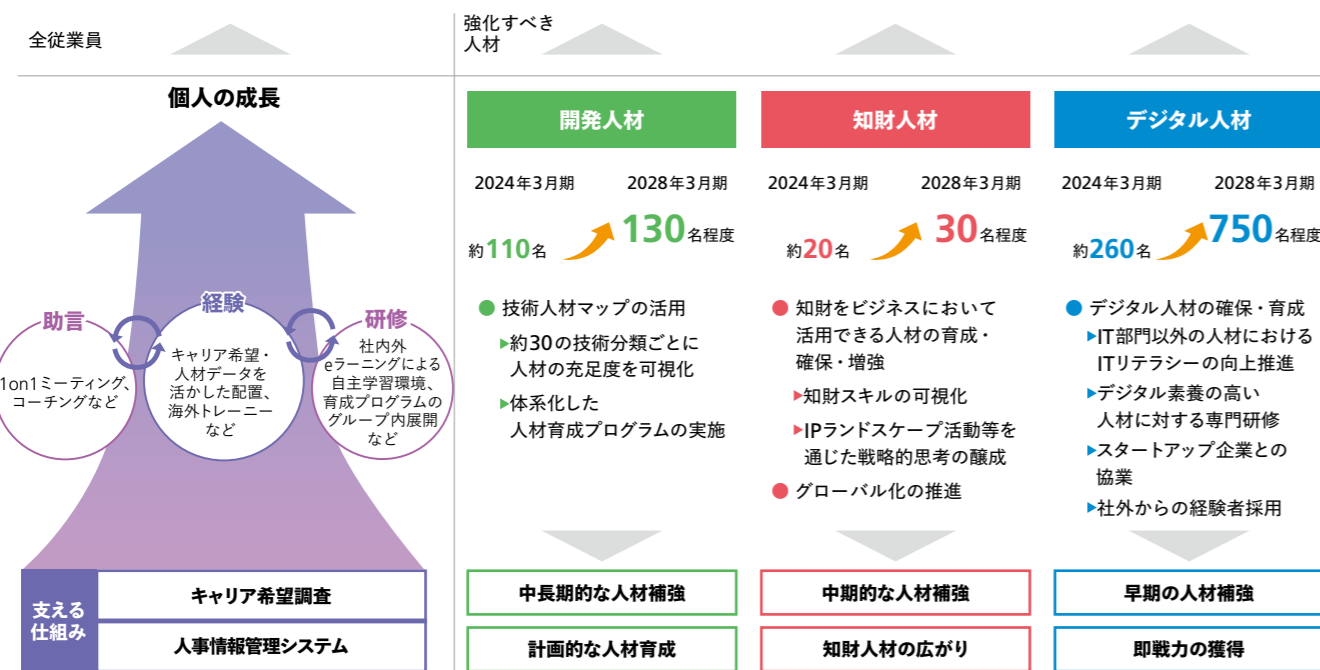 全従業員
個人の成長
助言
1on1ミーティング、
コーチングなど
経験
キャリア希望・
人材データを
活かした配置、
海外トレーニー
など
研修
社内外
eラーニングによる
自主学習環境、
育成プログラムの
グループ内展開
など
支える
仕組み
キャリア希望調査
人事情報管理システム
強化すべき
人材
開発人材
2024年3月期 2028年3月期
約110名 130名程度
● 技術人材マップの活用
▶約30の技術分類ごとに
人材の充足度を可視化
▶体系化した
人材育成プログラムの実施
中長期的な人材補強
計画的な人材育成
知財人材
2024年3月期 2028年3月期
約20名 30名程度
● 知財をビジネスにおいて
活用できる人材の育成・
確保・増強
▶知財スキルの可視化
▶IPランドスケープ活動等を
通じた戦略的思考の醸成
● グローバル化の推進
中期的な人材補強
知財人材の広がり
デジタル人材
2024年3月期 2028年3月期
約260名 750名程度
● デジタル人材の確保・育成
▶IT部門以外の人材における
ITリテラシーの向上推進
▶デジタル素養の高い
人材に対する専門研修
▶スタートアップ企業との
協業
▶社外からの経験者採用
早期の人材補強
即戦力の獲得